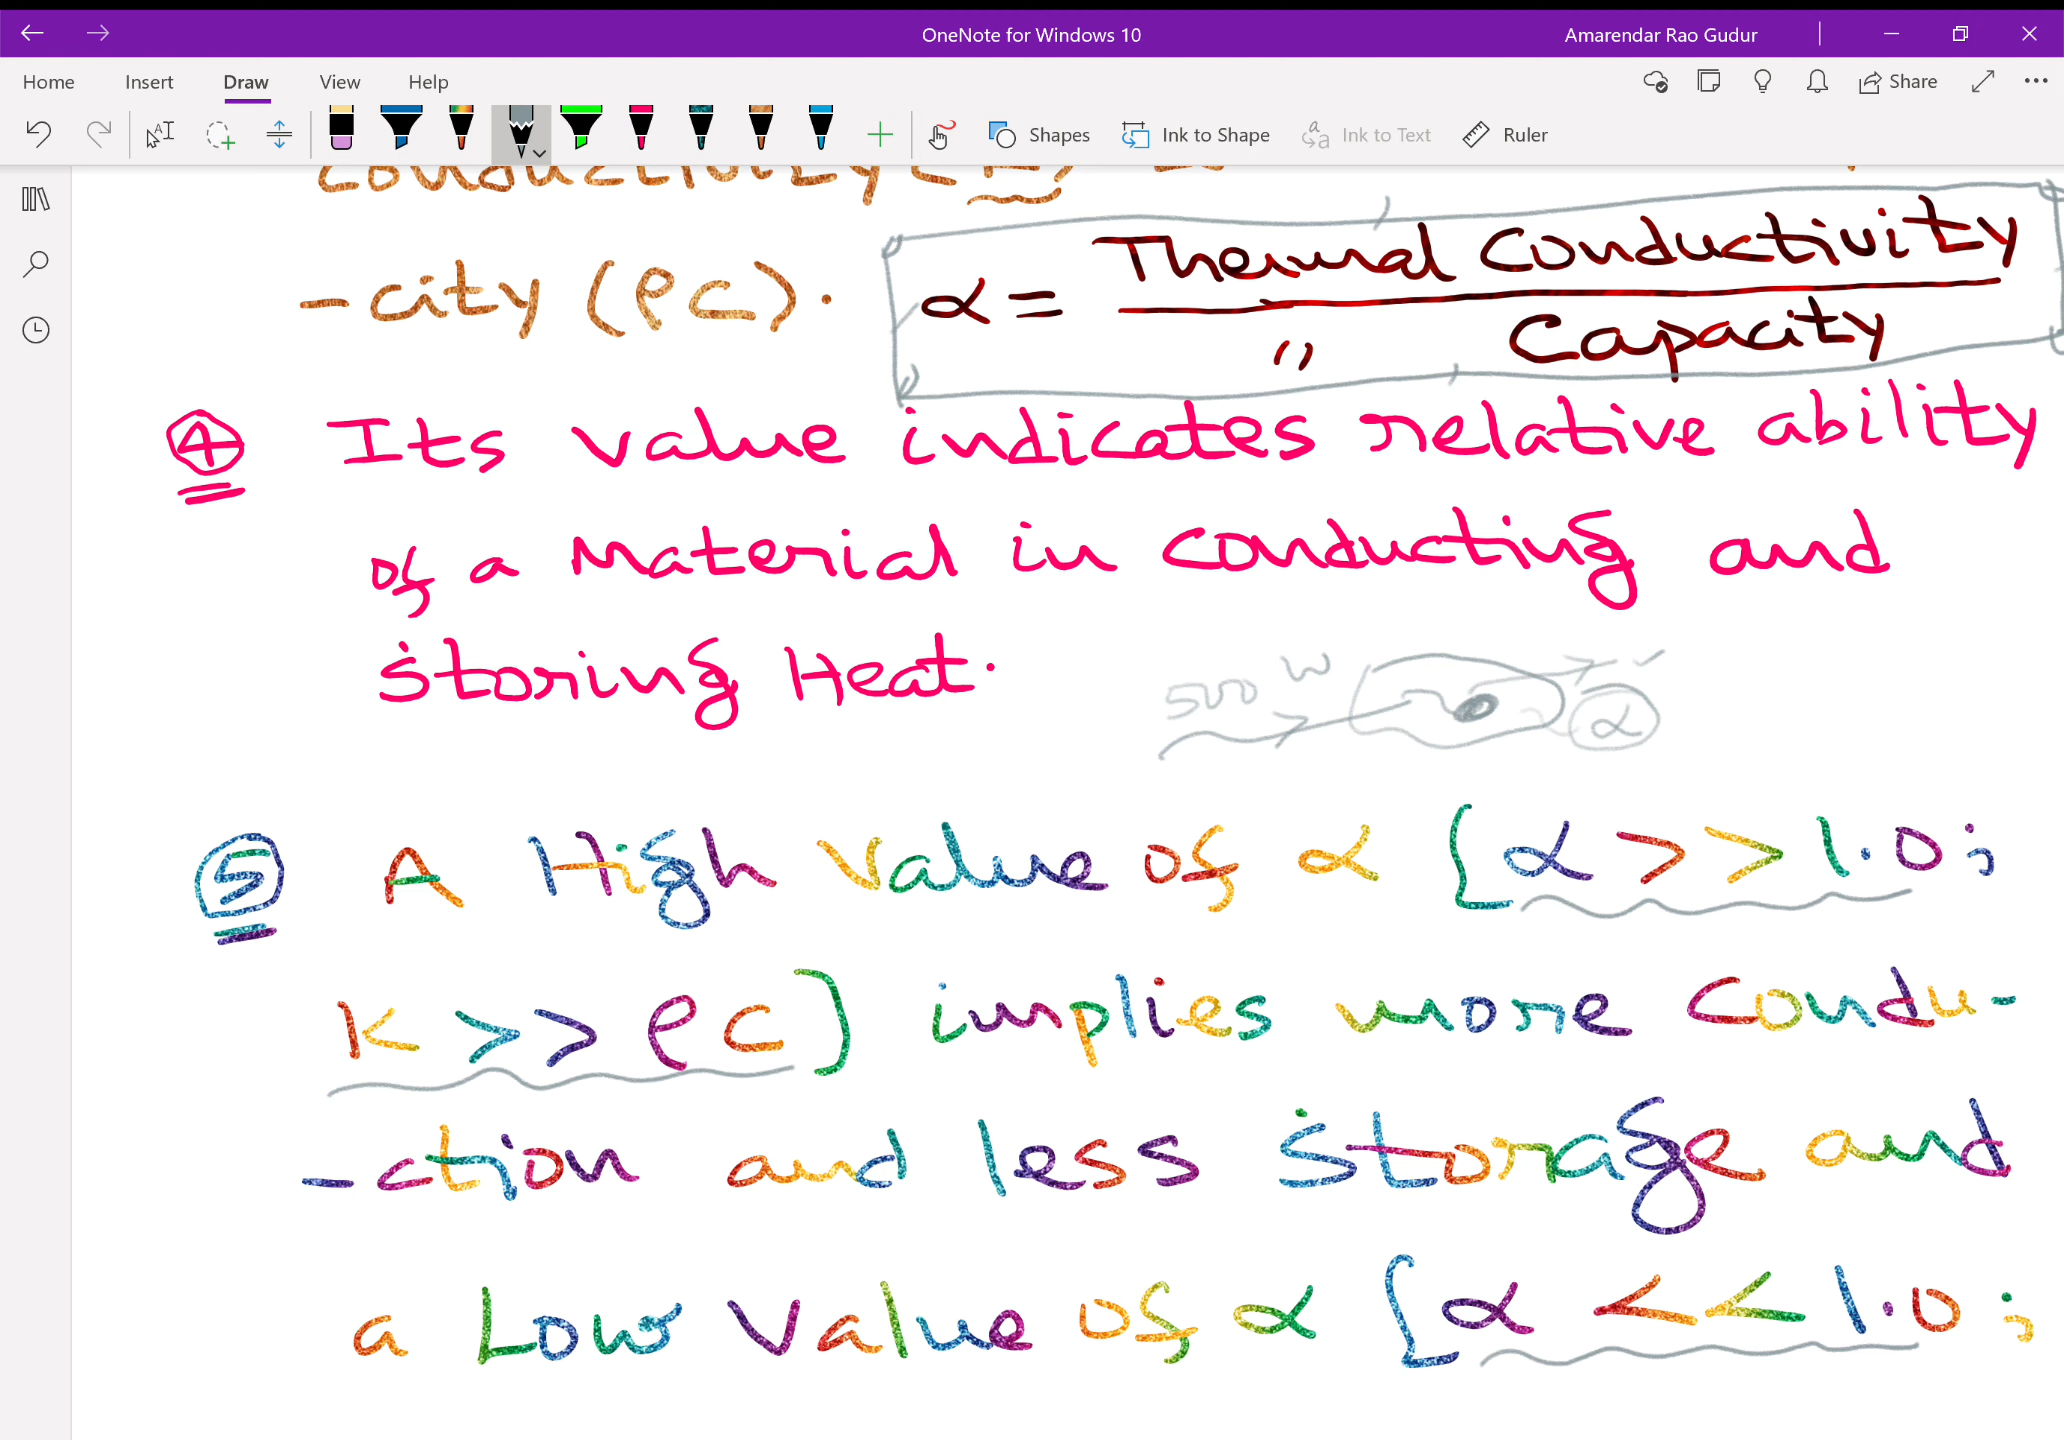 OneNote for Windows 10
Amarendar Rao Gudur
Home Insert Draw View Help
Share
Shapes Ink to Shape Ink to Text Ruler
conductivity (k)
-city (ρc).
α = Thermal Conductivity
" Capacity
④ Its value indicates relative ability
of a Material in conducting and
storing Heat.
500 W
α
⑤ A High Value of α [α >> 1.0;
k >> ρc] implies more condu-
-ction and less storage and
a Low Value of α [α << 1.0;